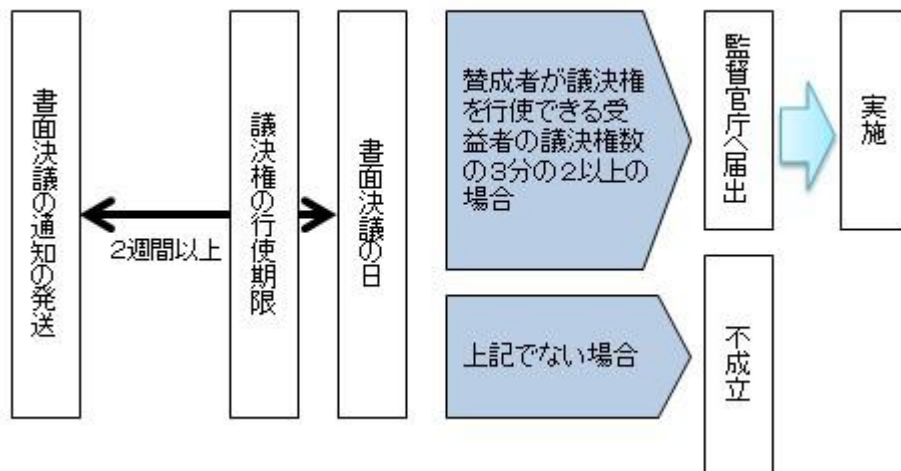 書面決議の通知の発送
2週間以上
議決権の行使期限
書面決議の日
賛成者が議決権
を行使できる受
益者の議決権数
の3分の2以上の
場合
監督官庁へ届出
実施
上記でない場合
不成立